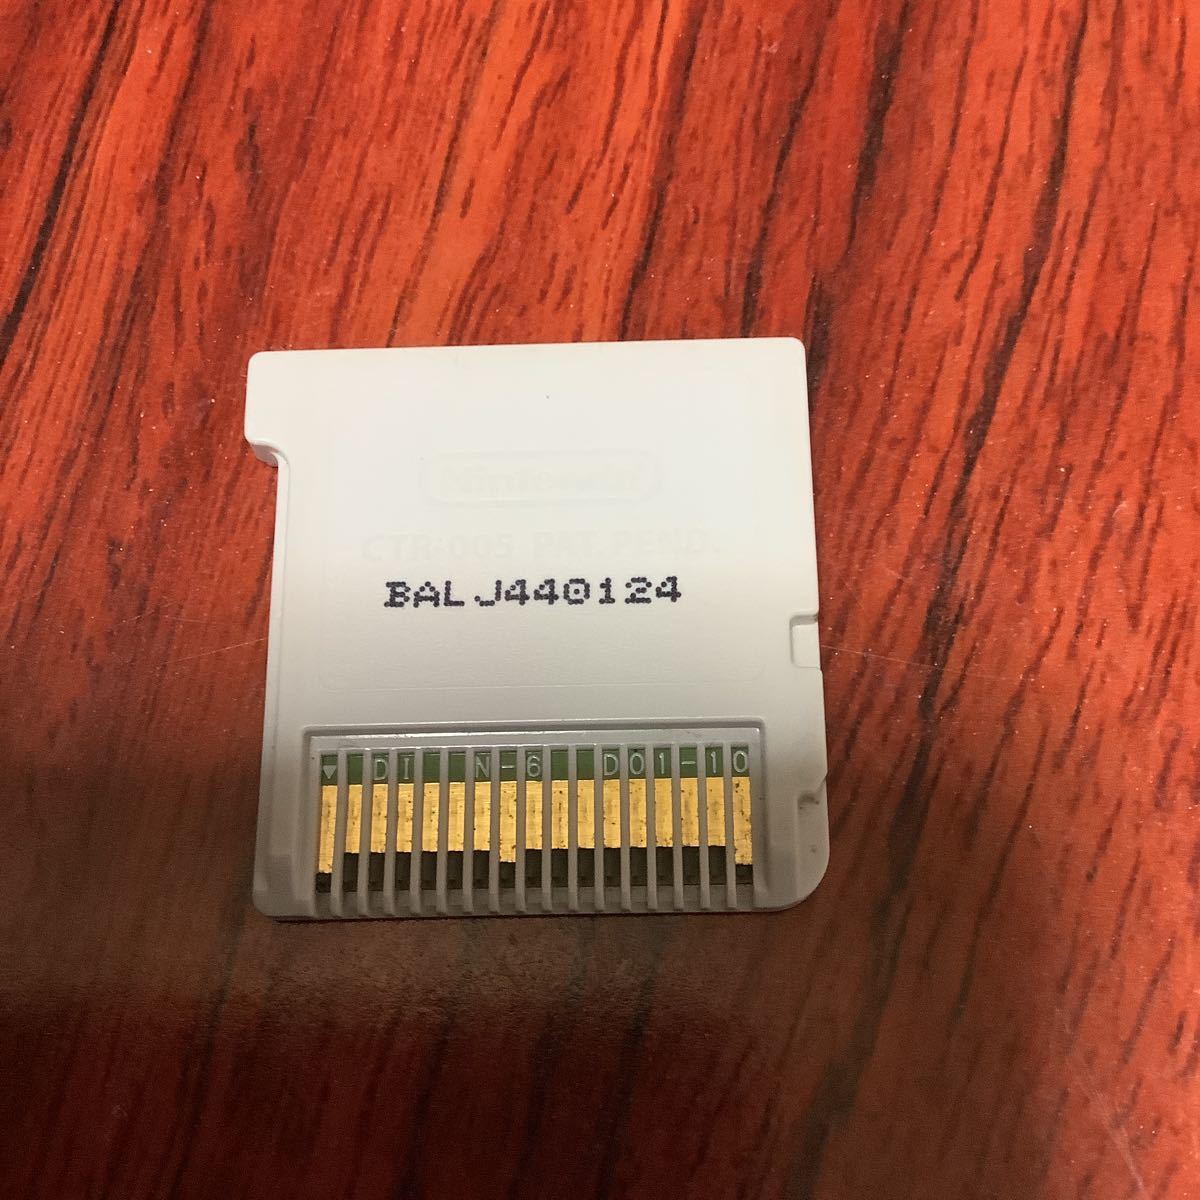 Nintendo
CTR-005 PAT. PEND.
BALJ440124
DI N-6 D01-10